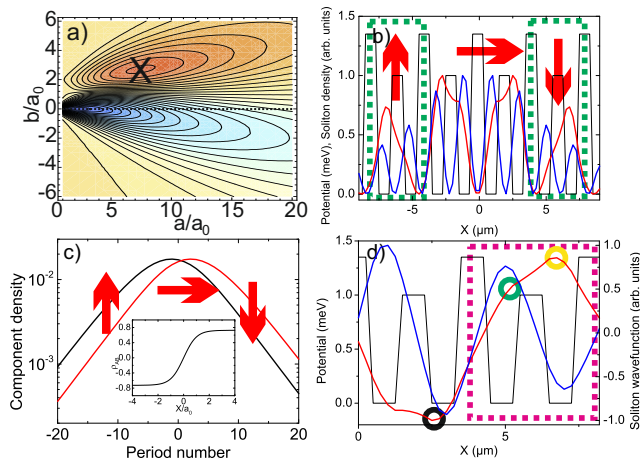 a)
b/a0
6
4
2
0
-2
-4
-6
X
0
5
10
15
20
a/a0
b)
Potential (meV), Soliton density (arb. units)
1.5
1.0
0.5
0.0
-5
0
5
X (µm)
c)
Component density
10-2
10-3
0.8
0.4
0.0
-0.4
-0.8
ρAB
-4
-2
0
2
4
X/a0
-20
-10
0
10
20
Period number
d)
Potential (meV)
1.5
1.0
0.5
0.0
0
5
X (µm)
1.0
0.5
0.0
-0.5
-1.0
Soliton wavefunction (arb. units)